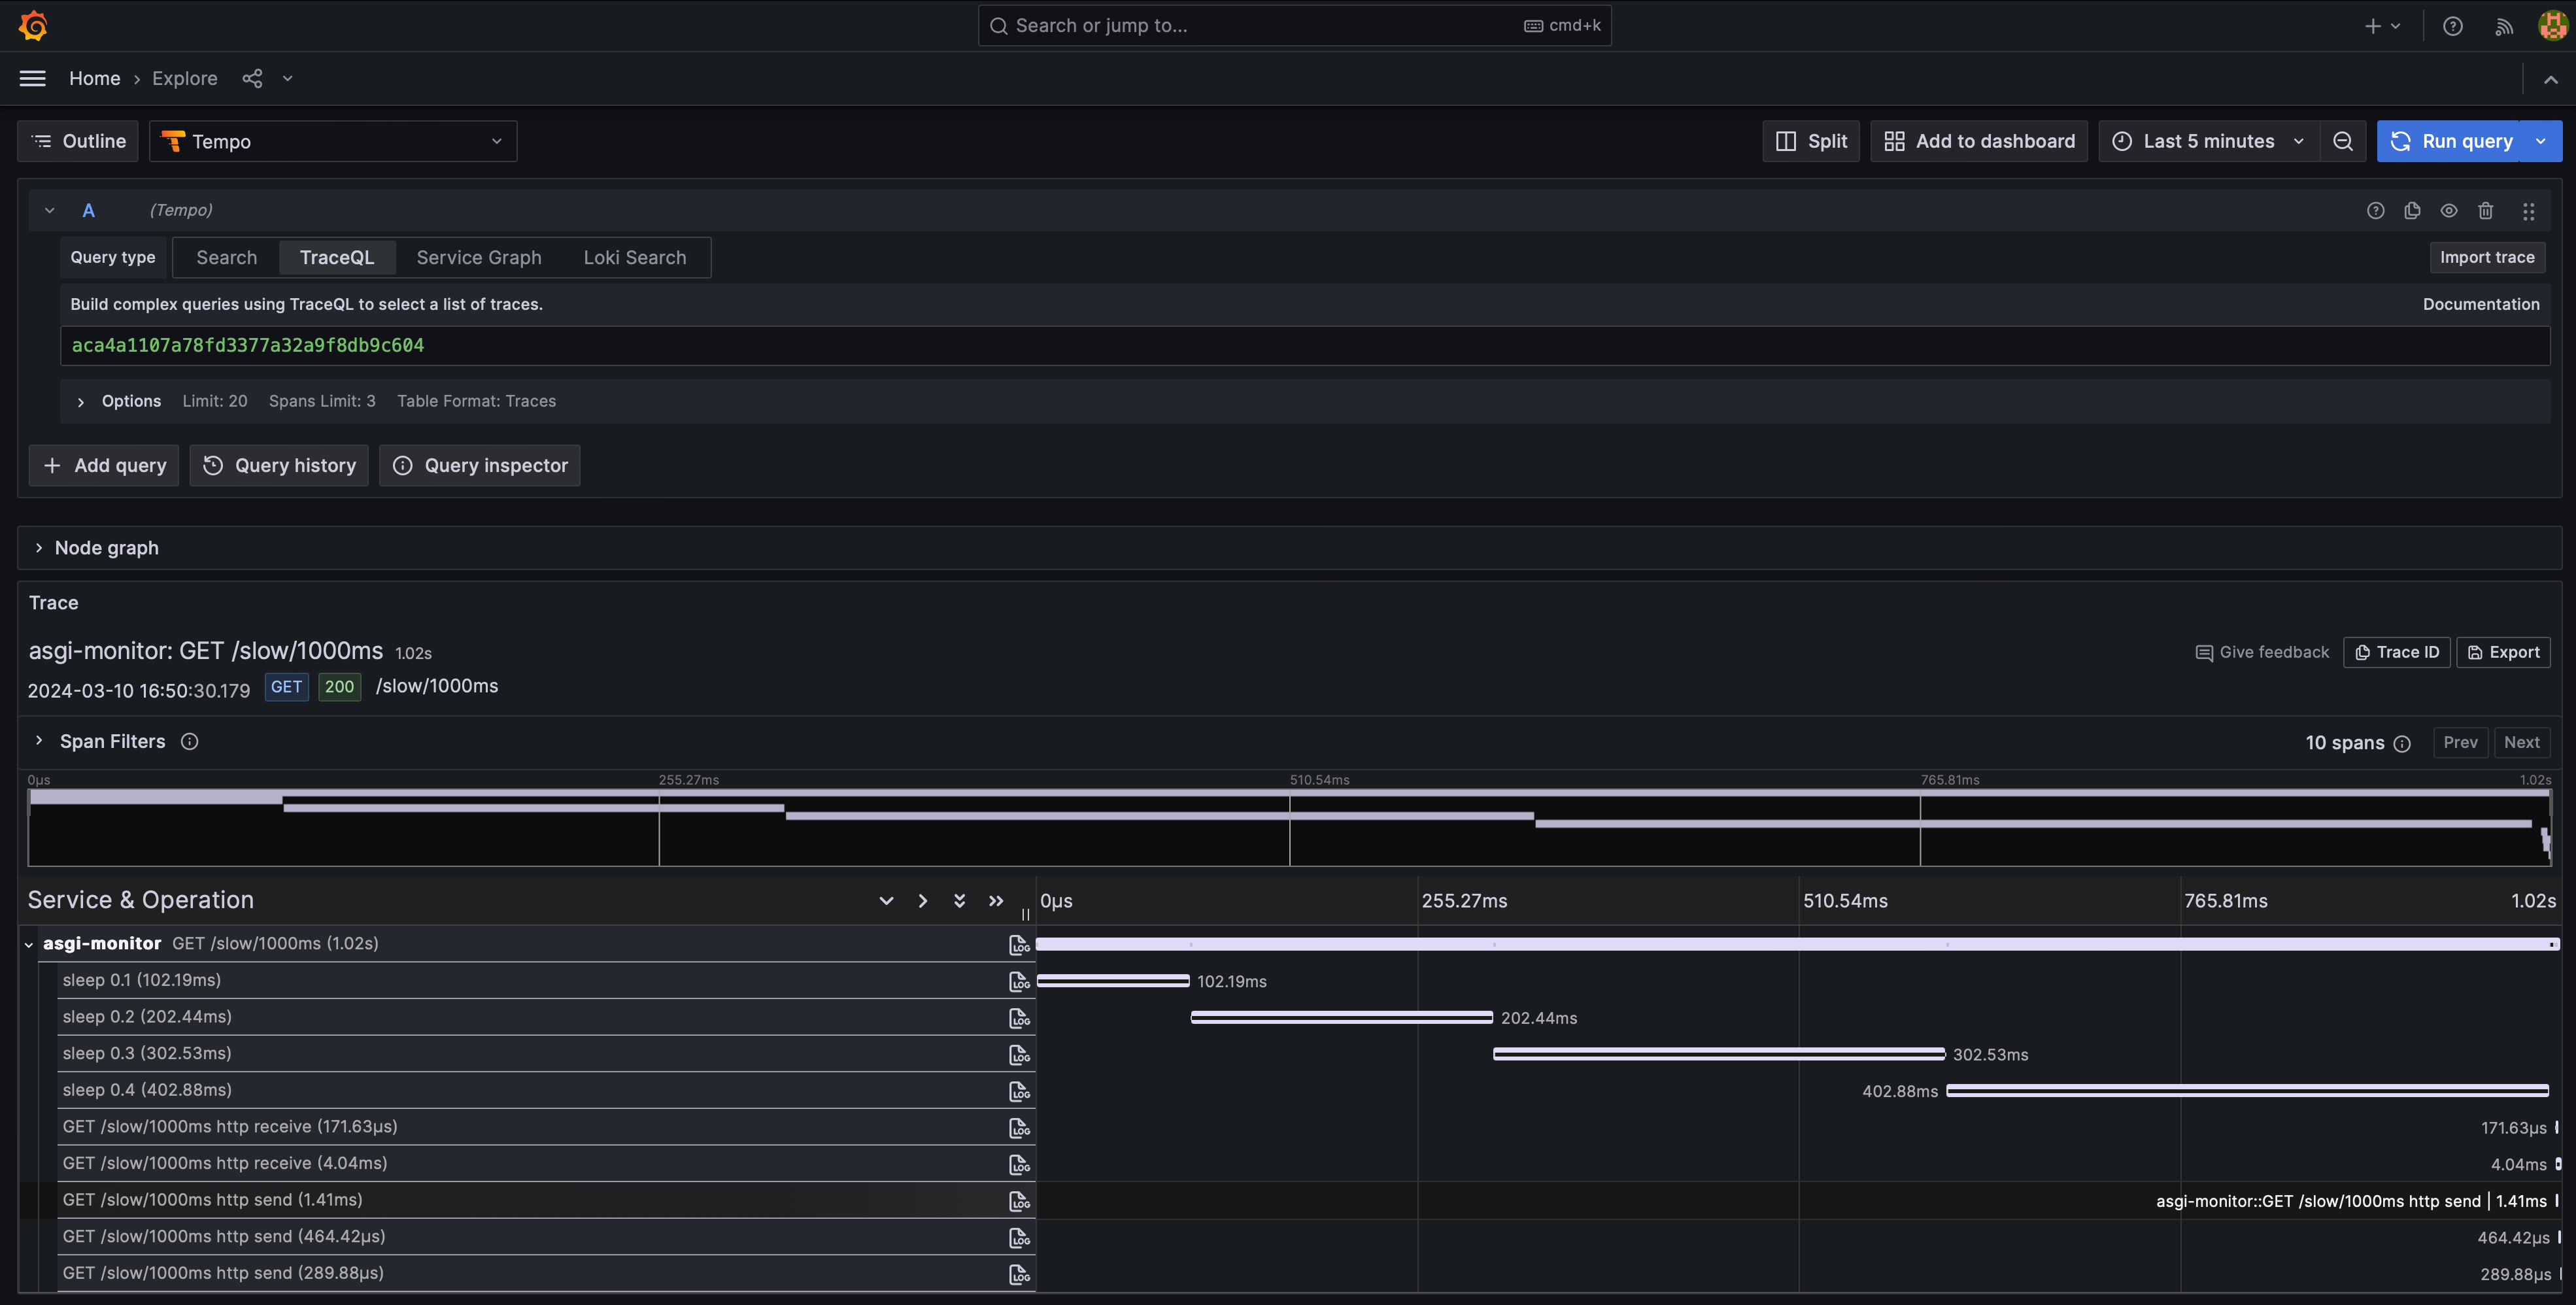 Search or jump to... cmd+k
Home › Explore
Outline Tempo Split Add to dashboard Last 5 minutes Run query
A (Tempo)
Query type Search TraceQL Service Graph Loki Search Import trace
Build complex queries using TraceQL to select a list of traces. Documentation
aca4a1107a78fd3377a32a9f8db9c604
Options Limit: 20 Spans Limit: 3 Table Format: Traces
Add query Query history Query inspector
Node graph
Trace
asgi-monitor: GET /slow/1000ms 1.02s Give feedback Trace ID Export
2024-03-10 16:50:30.179 GET 200 /slow/1000ms
Span Filters 10 spans Prev Next
0µs 255.27ms 510.54ms 765.81ms 1.02s
Service & Operation 0µs 255.27ms 510.54ms 765.81ms 1.02s
asgi-monitor GET /slow/1000ms (1.02s) LOG
sleep 0.1 (102.19ms) LOG 102.19ms
sleep 0.2 (202.44ms) LOG 202.44ms
sleep 0.3 (302.53ms) LOG 302.53ms
sleep 0.4 (402.88ms) LOG 402.88ms
GET /slow/1000ms http receive (171.63µs) LOG 171.63µs
GET /slow/1000ms http receive (4.04ms) LOG 4.04ms
GET /slow/1000ms http send (1.41ms) LOG asgi-monitor::GET /slow/1000ms http send | 1.41ms
GET /slow/1000ms http send (464.42µs) LOG 464.42µs
GET /slow/1000ms http send (289.88µs) LOG 289.88µs